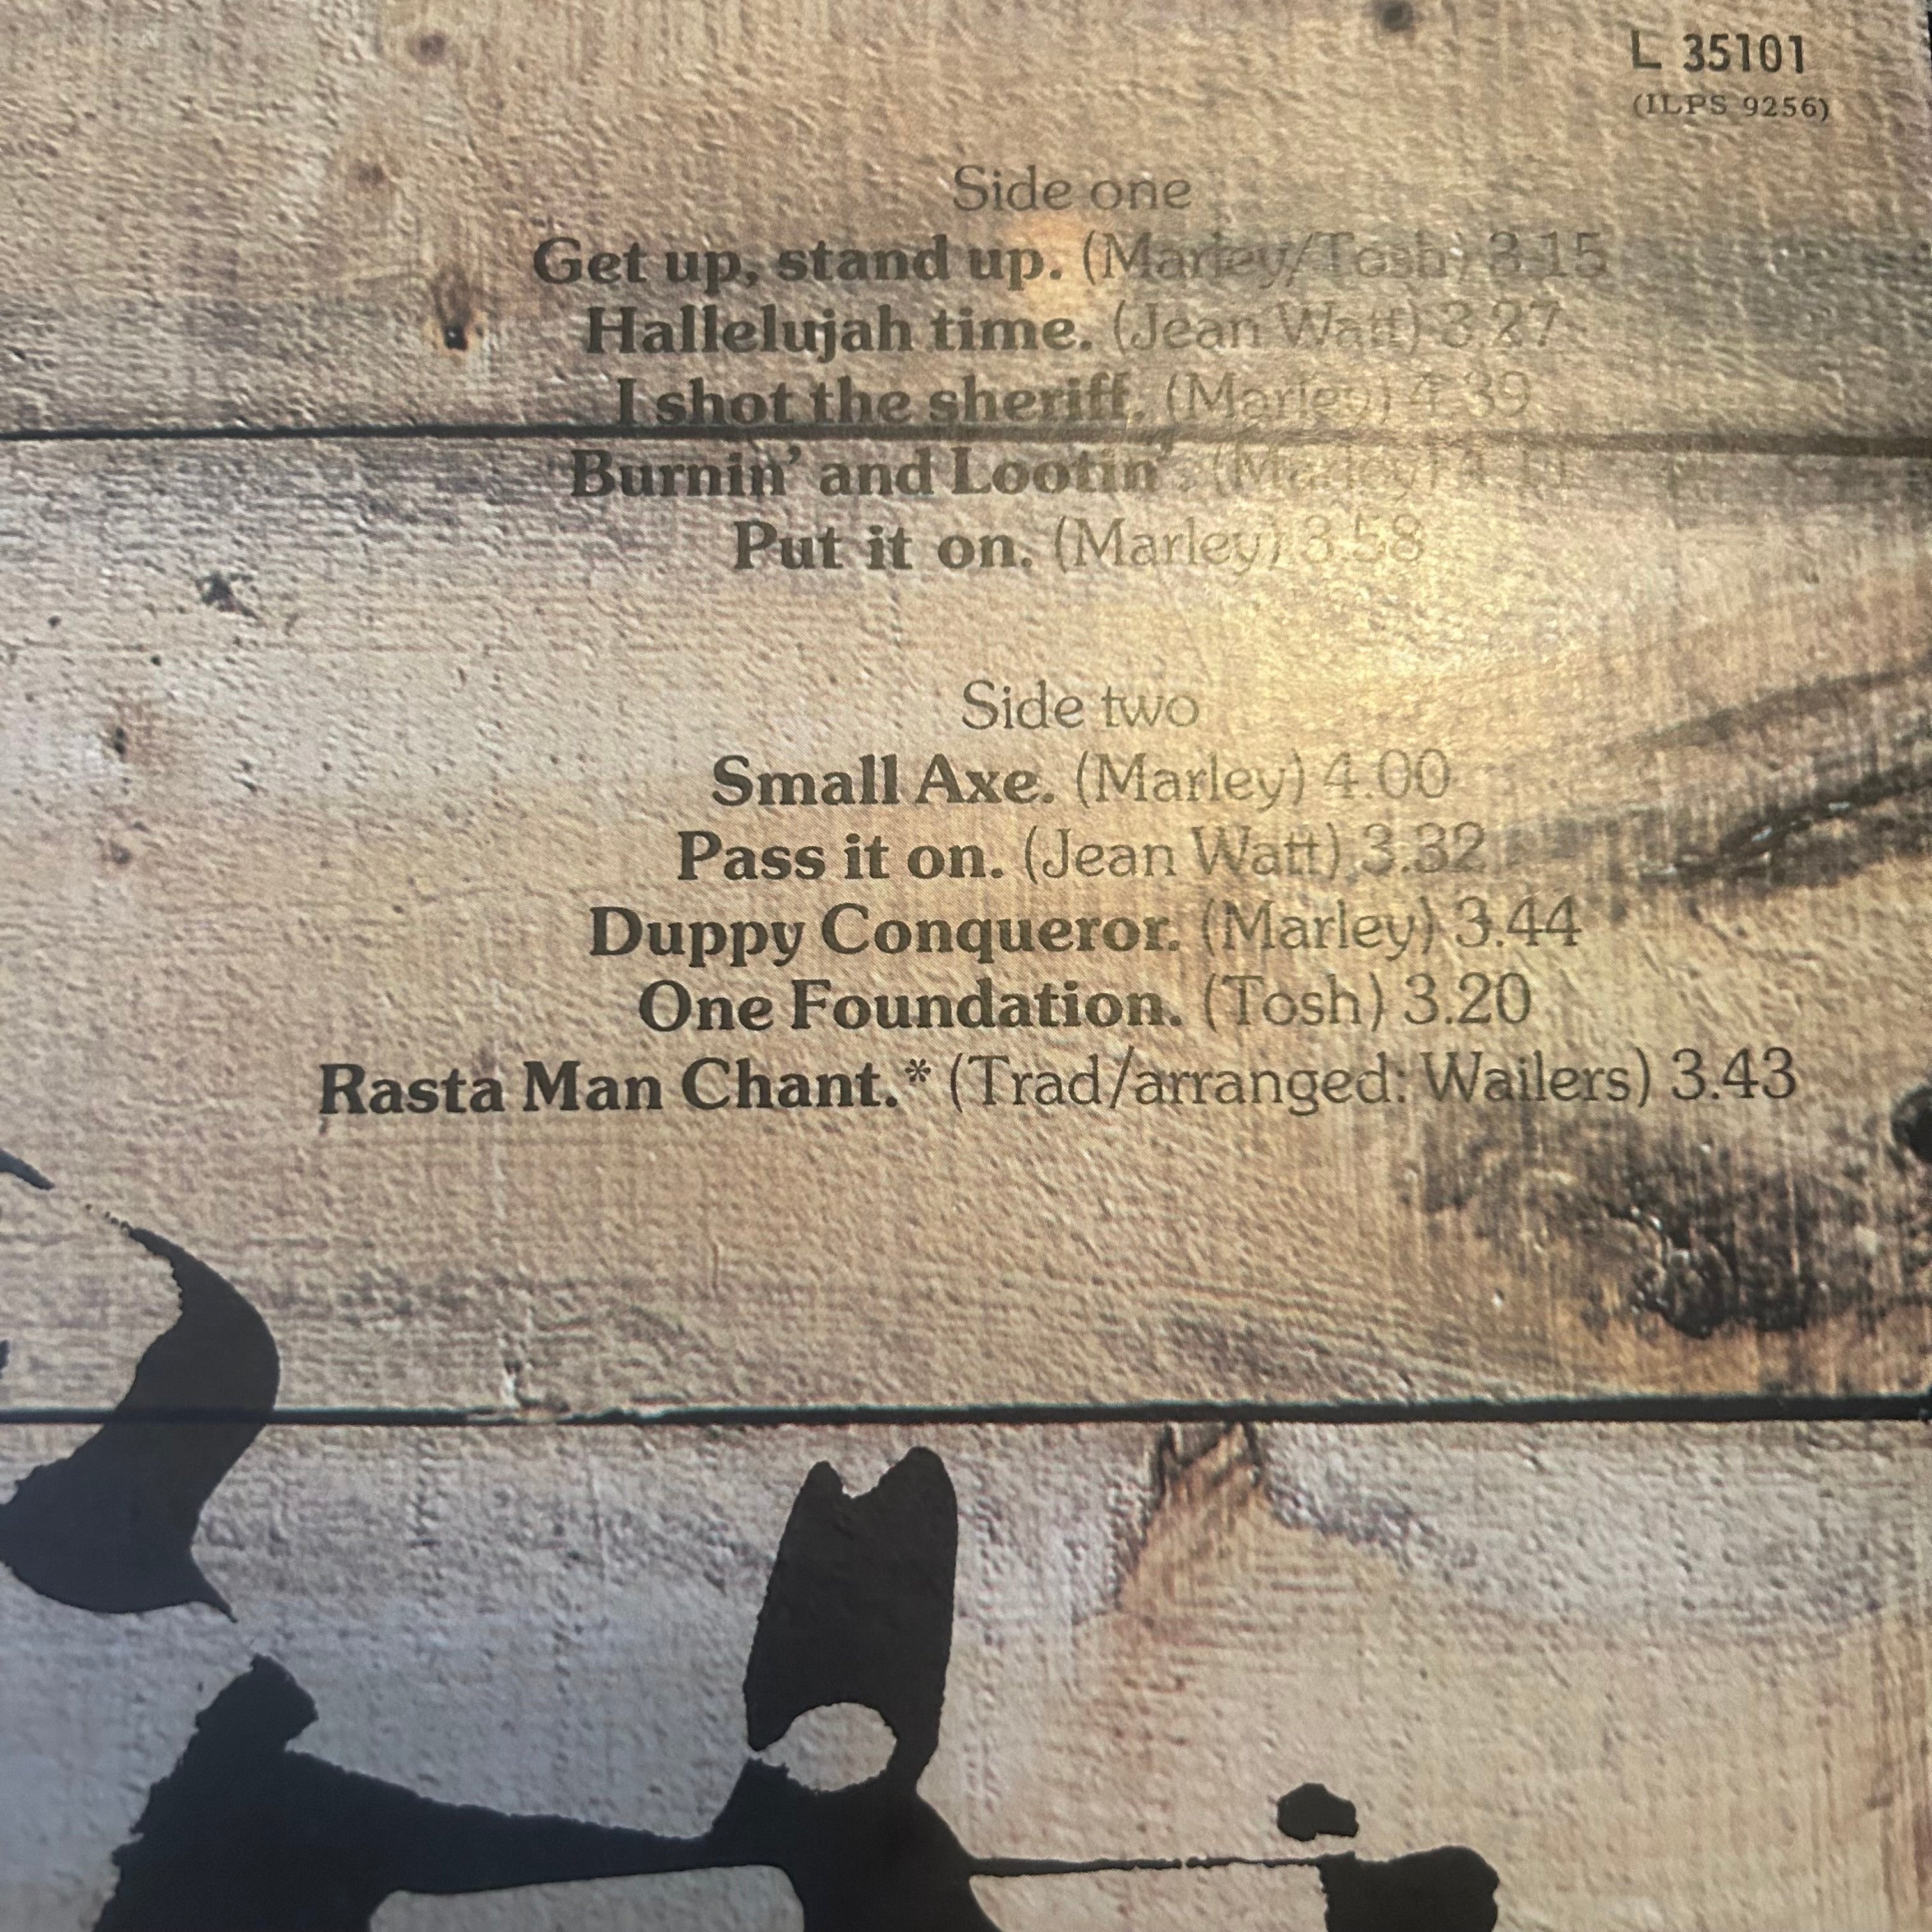 L 35101
(ILPS 9256)
Side one
Get up, stand up. (Marley/Tosh) 3.15
Hallelujah time. (Jean Watt) 3.27
I shot the sheriff. (Marley) 4.39
Burnin' and Lootin'. (Marley)
Put it on. (Marley) 3.58
Side two
Small Axe. (Marley) 4.00
Pass it on. (Jean Watt) 3.32
Duppy Conqueror. (Marley) 3.44
One Foundation. (Tosh) 3.20
Rasta Man Chant.* (Trad/arranged: Wailers) 3.43